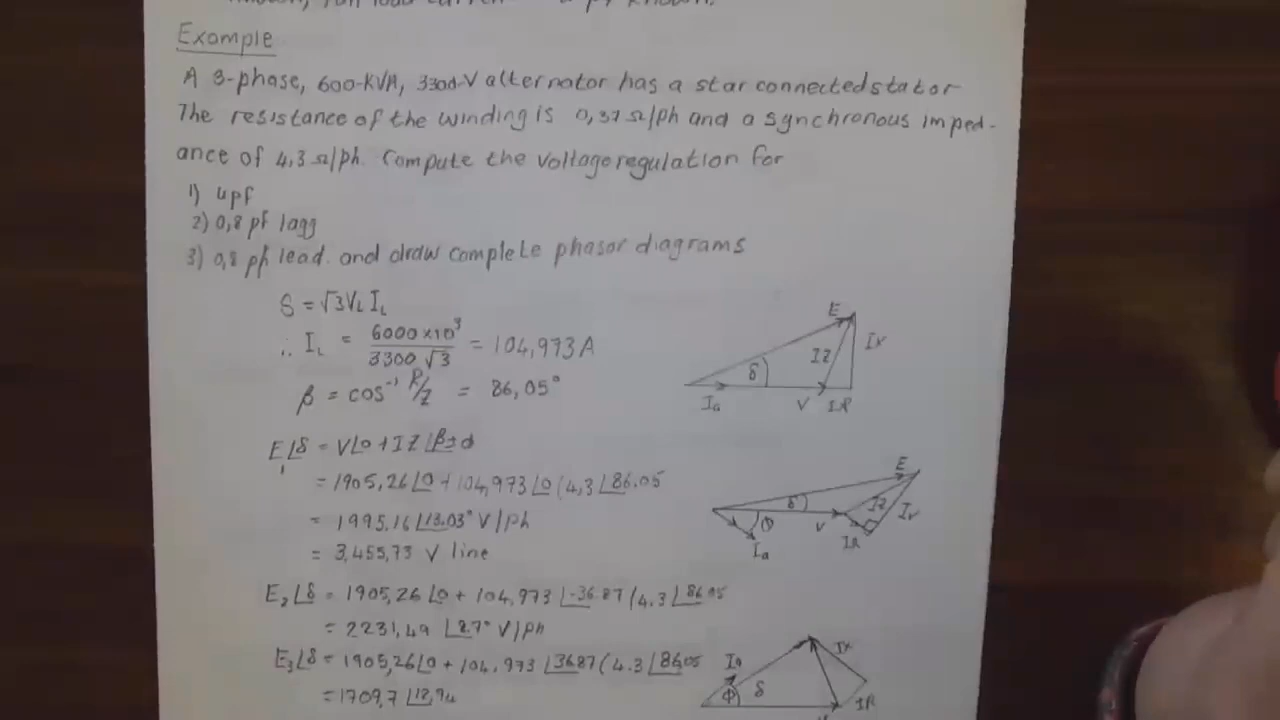 Example
A 3-phase, 600-KVA, 3300-V alternator has a star connected stator
The resistance of the winding is 0,37 Ω/ph and a synchronous imped-
ance of 4,3 Ω/ph. Compute the voltage regulation for
1) upf
2) 0,8 pf lagg
3) 0,8 pf lead. and draw complete phasor diagrams
S = √3 VL IL
∴ IL = 6000 x10³ / 3300 √3 = 104,973 A
β = cos⁻¹ R/Z = 86,05°
E1∠δ = V∠0 + IZ∠β±φ
= 1905,26∠0 + 104,973∠0 (4,3∠86.05
= 1995,16∠13.03° V/ph
= 3,455,73 V line
E2∠δ = 1905,26∠0 + 104,973∠-36.87 (4.3∠86.05
= 2231,49∠2.7° V/ph
E3∠δ = 1905,26∠0 + 104.973∠36.87 (4.3∠86,05
= 1709,7∠12,94
E
IZ
Ix
δ
Ia
V
IR
E
δ
IZ
Ix
θ
V
IR
Ia
Ia
Ix
Φ
δ
IR